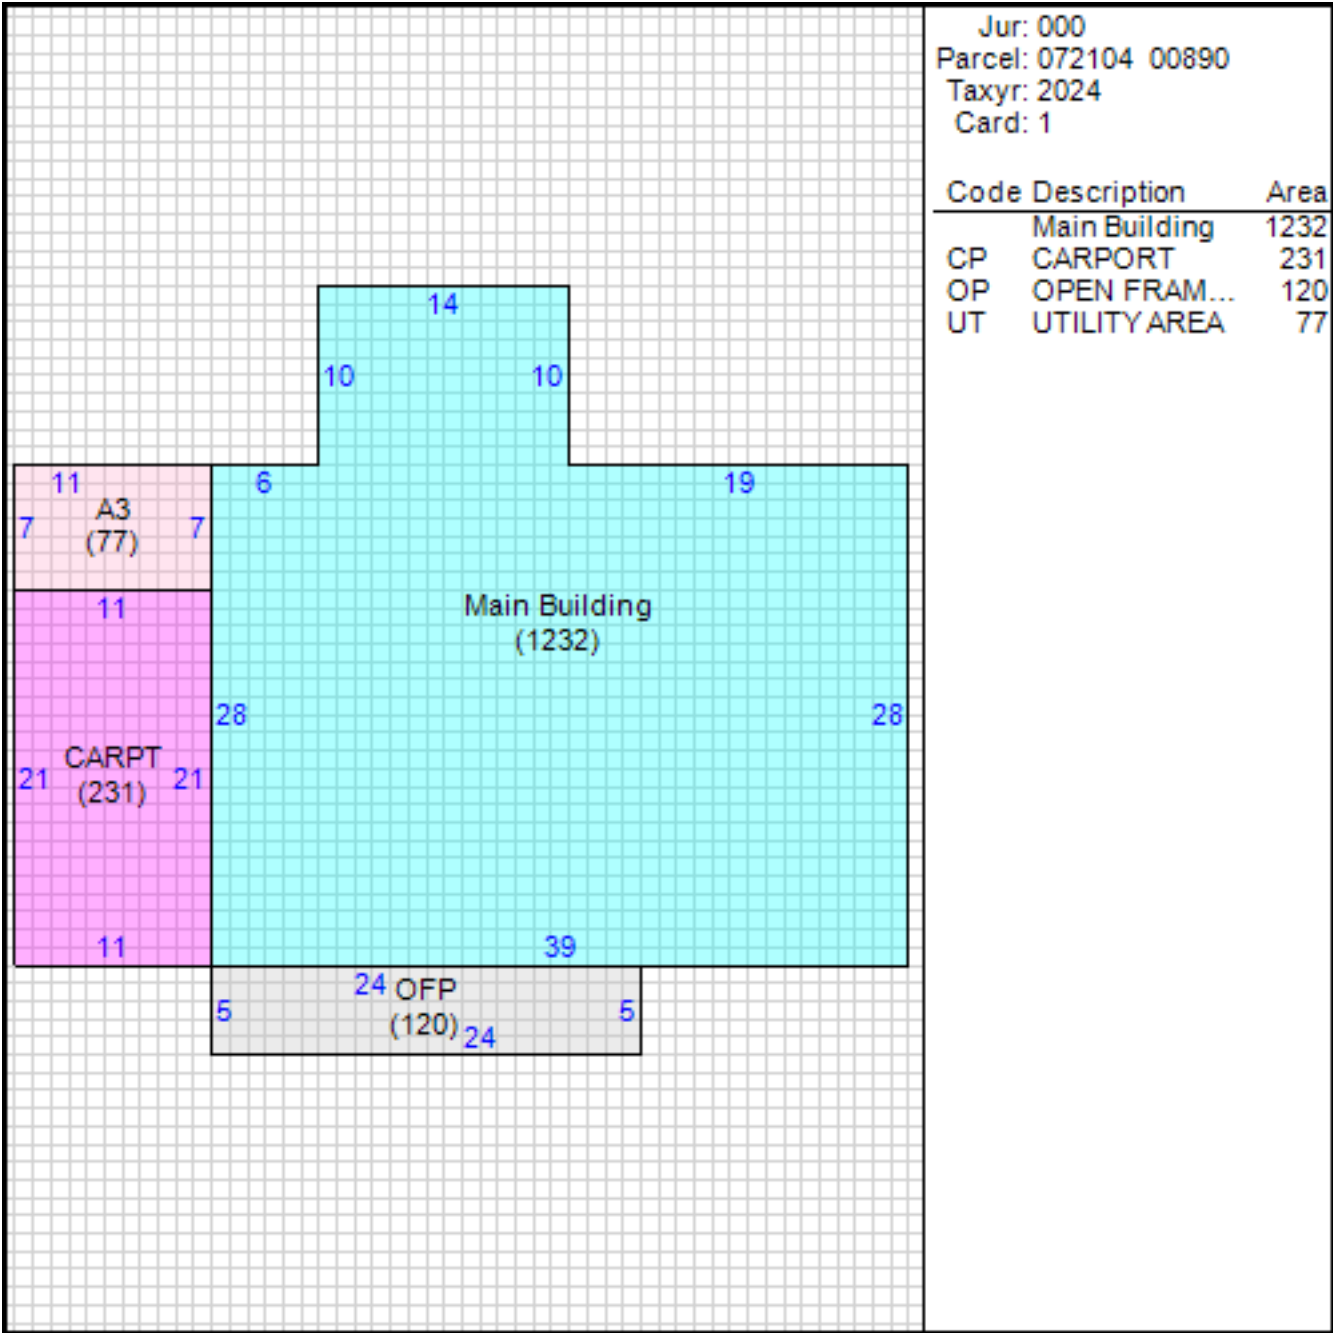 Jur: 000
Parcel: 072104 00890
Taxyr: 2024
Card: 1
Code Description Area
Main Building 1232
CP CARPORT 231
OP OPEN FRAM... 120
UT UTILITY AREA 77
14
10 10
11 6 19
A3
7 7
(77)
11
Main Building
(1232)
28 28
CARPT
21 21
(231)
11 39
24 OFP
5 5
(120) 24